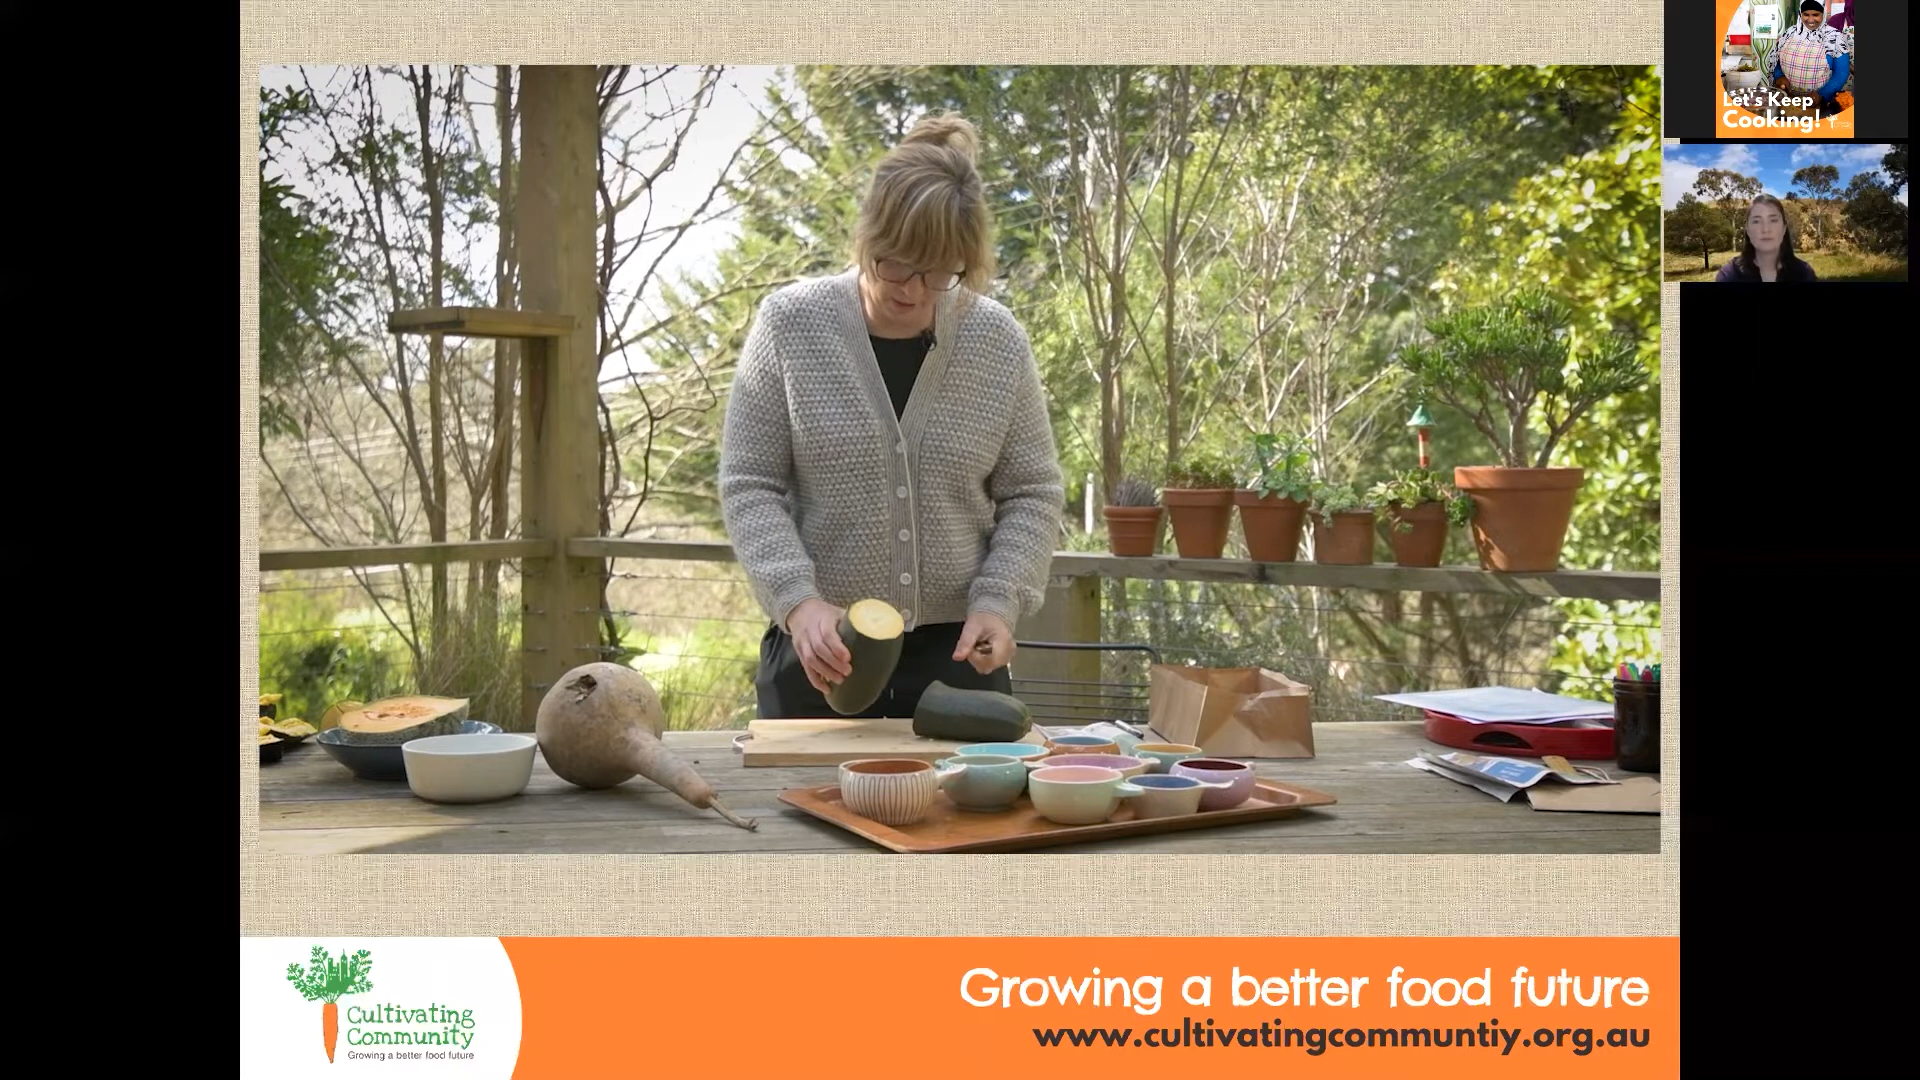 Let's Keep
Cooking!
Cultivating
Community
Growing a better food future
Growing a better food future
www.cultivatingcommuntiy.org.au